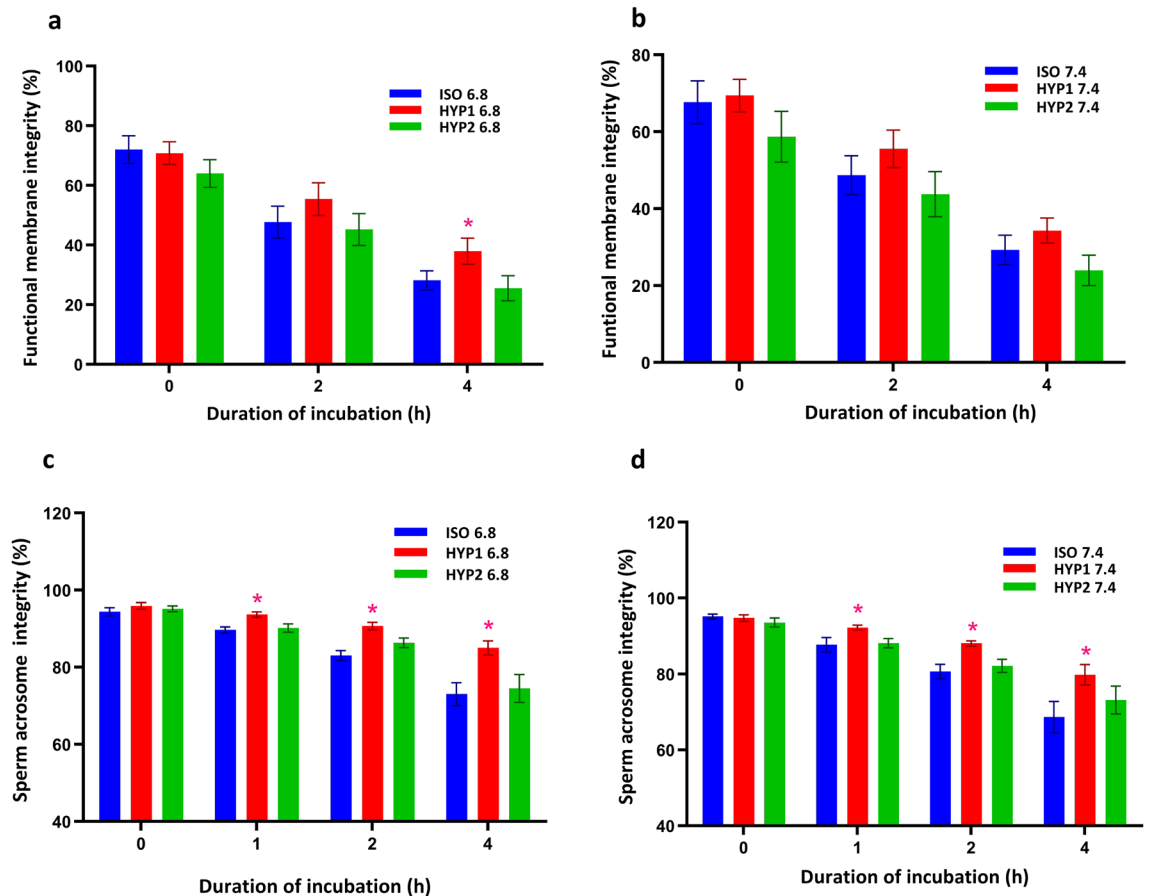 a
Functional membrane integrity (%)
100
80
60
40
20
0
ISO 6.8
HYP1 6.8
HYP2 6.8
*
0 2 4
Duration of incubation (h)
b
Funtional membrane integrity (%)
80
60
40
20
0
ISO 7.4
HYP1 7.4
HYP2 7.4
0 2 4
Duration of incubation (h)
c
Sperm acrosome integrity (%)
120
100
80
60
40
ISO 6.8
HYP1 6.8
HYP2 6.8
* * *
0 1 2 4
Duration of incubation (h)
d
Sperm acrosome integrity (%)
120
100
80
60
40
ISO 7.4
HYP1 7.4
HYP2 7.4
* * *
0 1 2 4
Duration of incubation (h)